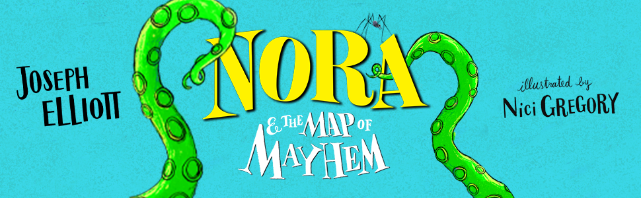 JOSEPH
ELLIOTT
NORA
& THE MAP OF
MAYHEM
illustrated by
NiCi GREGORY